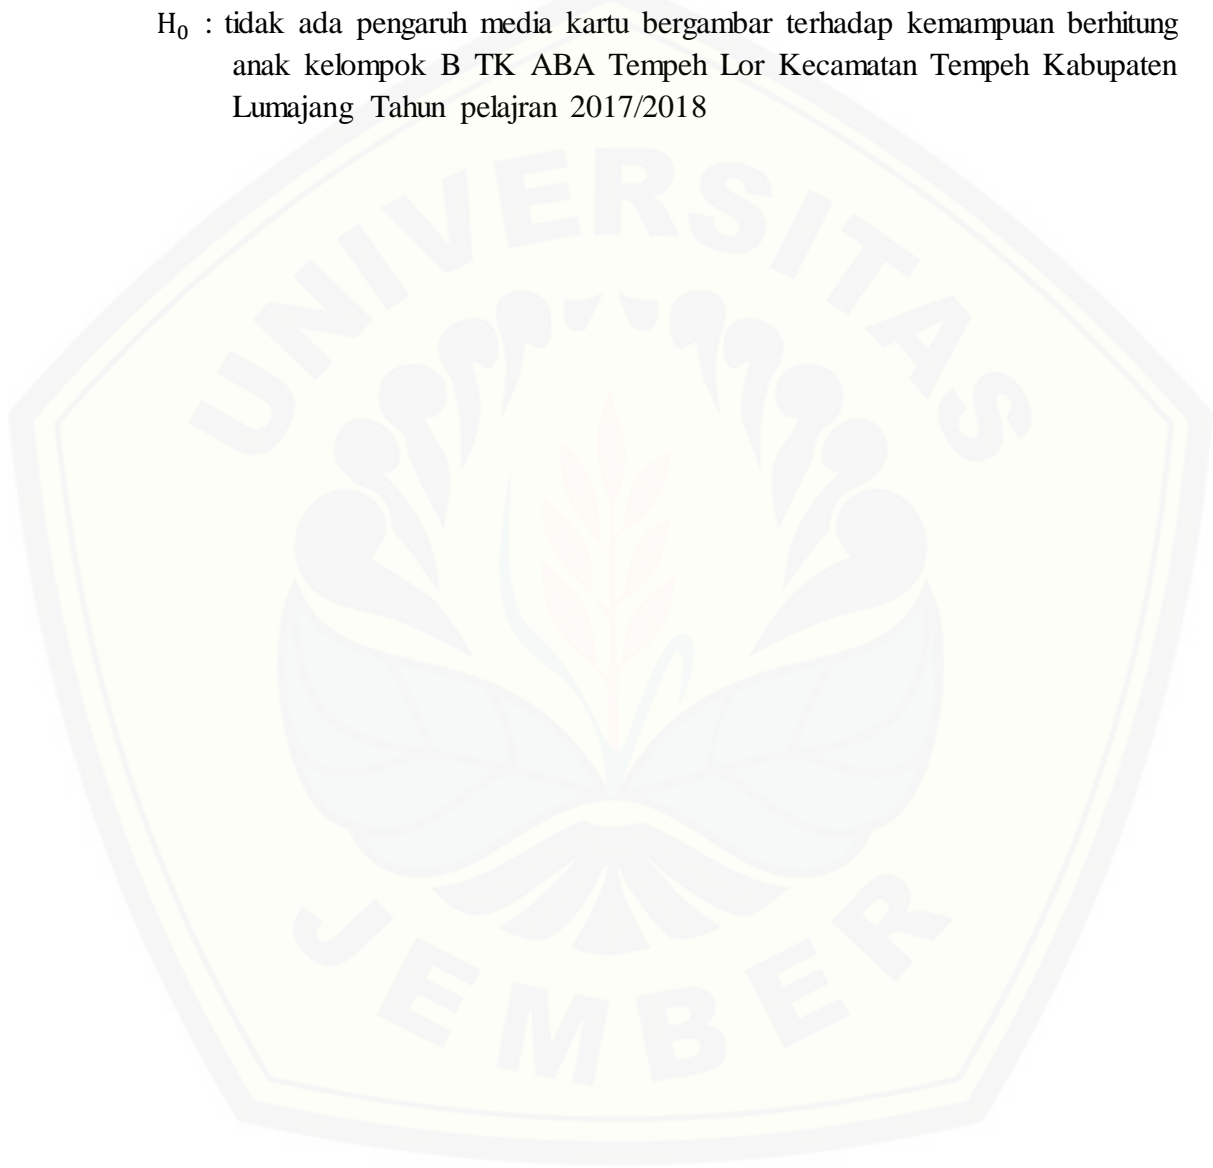 H₀ : tidak ada pengaruh media kartu bergambar terhadap kemampuan berhitung
anak kelompok B TK ABA Tempeh Lor Kecamatan Tempeh Kabupaten
Lumajang Tahun pelajran 2017/2018
UNIVERSITAS
JEMBER